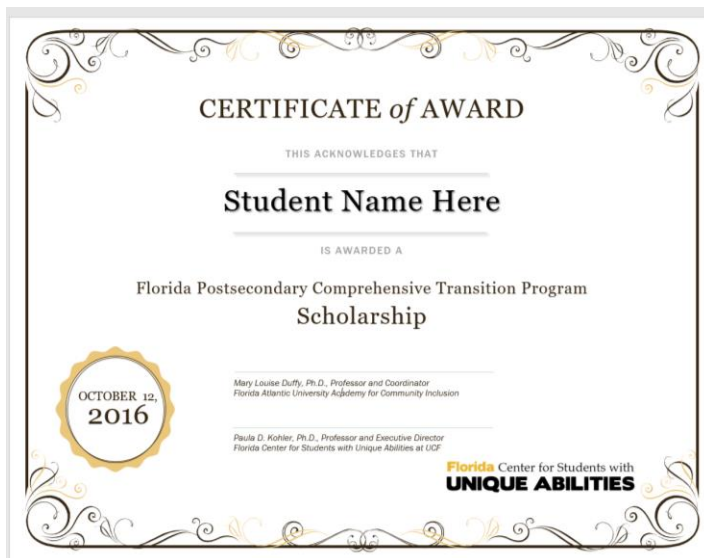 CERTIFICATE of AWARD
THIS ACKNOWLEDGES THAT
Student Name Here
IS AWARDED A
Florida Postsecondary Comprehensive Transition Program
Scholarship
OCTOBER 12,
2016
Mary Louise Duffy, Ph.D., Professor and Coordinator
Florida Atlantic University Academy for Community Inclusion
Paula D. Kohler, Ph.D., Professor and Executive Director
Florida Center for Students with Unique Abilities at UCF
Florida Center for Students with
UNIQUE ABILITIES